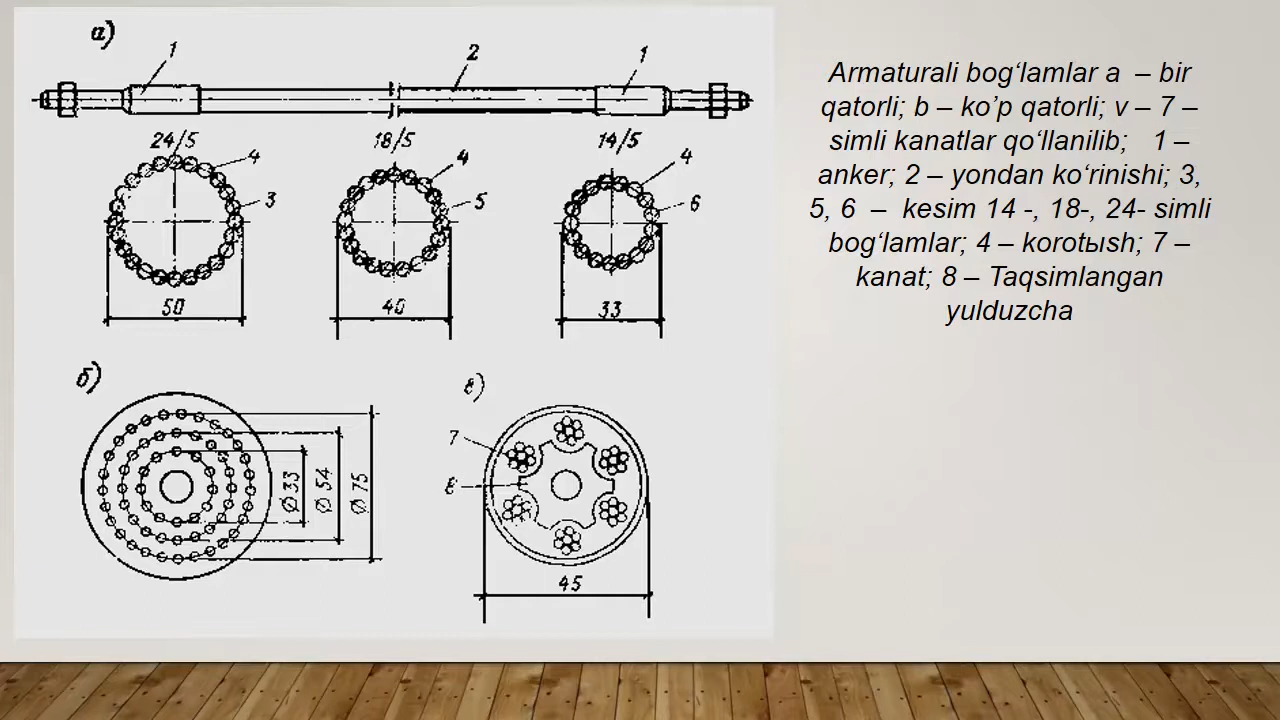 а)
1
2
1
24/5
18/5
14/5
4
4
4
3
5
6
50
40
33
б)
в)
7
8
Ø 33
Ø 54
Ø 75
45
Armaturali bog‘lamlar a – bir
qatorli; b – ko’p qatorli; v – 7 –
simli kanatlar qo‘llanilib; 1 –
anker; 2 – yondan ko‘rinishi; 3,
5, 6 – kesim 14 -, 18-, 24- simli
bog‘lamlar; 4 – korotыsh; 7 –
kanat; 8 – Taqsimlangan
yulduzcha